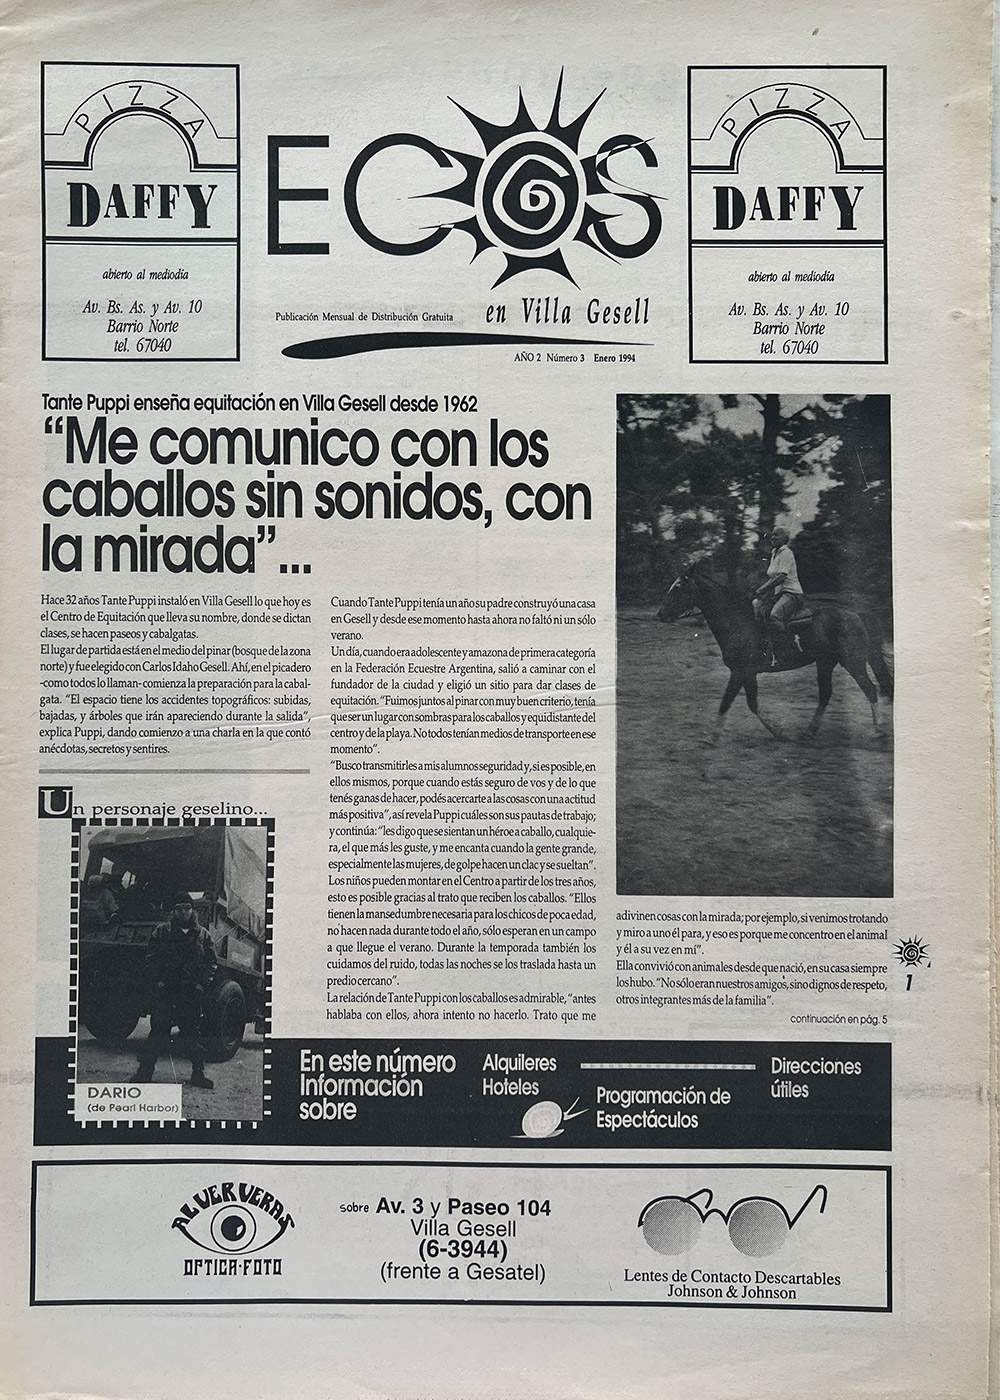 PIZZA
DAFFY
abierto al mediodía
Av. Bs. As. y Av. 10
Barrio Norte
tel. 67040
ECOS
en Villa Gesell
Publicación Mensual de Distribución Gratuita
AÑO 2 Número 3 Enero 1994
PIZZA
DAFFY
abierto al mediodía
Av. Bs. As. y Av. 10
Barrio Norte
tel. 67040
Tante Puppi enseña equitación en Villa Gesell desde 1962
“Me comunico con los
caballos sin sonidos, con
la mirada”...
Hace 32 años Tante Puppi instaló en Villa Gesell lo que hoy es
el Centro de Equitación que lleva su nombre, donde se dictan
clases, se hacen paseos y cabalgatas.
El lugar de partida está en el medio del pinar (bosque de la zona
norte) y fue elegido con Carlos Idaho Gesell. Ahí, en el picadero
-como todos lo llaman- comienza la preparación para la cabal-
gata. “El espacio tiene los accidentes topográficos: subidas,
bajadas, y árboles que irán apareciendo durante la salida”,
explica Puppi, dando comienzo a una charla en la que contó
anécdotas, secretos y sentires.
Cuando Tante Puppi tenía un año su padre construyó una casa
en Gesell y desde ese momento hasta ahora no faltó ni un sólo
verano.
Un día, cuando era adolescente y amazona de primera categoría
en la Federación Ecuestre Argentina, salió a caminar con el
fundador de la ciudad y eligió un sitio para dar clases de
equitación. “Fuimos juntos al pinar con muy buen criterio, tenía
que ser un lugar con sombras para los caballos y equidistante del
centro y de la playa. No todos tenían medios de transporte en ese
momento”.
“Busco transmitirles a mis alumnos seguridad y, si es posible, en
ellos mismos, porque cuando estás seguro de vos y de lo que
tenés ganas de hacer, podés acercarte a las cosas con una actitud
más positiva”, así revela Puppi cuáles son sus pautas de trabajo;
y continúa: “les digo que se sientan un héroe a caballo, cualquie-
ra, el que más les guste, y me encanta cuando la gente grande,
especialmente las mujeres, de golpe hacen un clac y se sueltan”.
Los niños pueden montar en el Centro a partir de los tres años,
esto es posible gracias al trato que reciben los caballos. “Ellos
tienen la mansedumbre necesaria para los chicos de poca edad,
no hacen nada durante todo el año, sólo esperan en un campo
a que llegue el verano. Durante la temporada también los
cuidamos del ruido, todas las noches se los traslada hasta un
predio cercano”.
La relación de Tante Puppi con los caballos es admirable, “antes
hablaba con ellos, ahora intento no hacerlo. Trato que me
adivinen cosas con la mirada; por ejemplo, si venimos trotando
y miro a uno él para, y eso es porque me concentro en el animal
y él a su vez en mí”.
Ella convivió con animales desde que nació, en su casa siempre
los hubo. “No sólo eran nuestros amigos, sino dignos de respeto,
otros integrantes más de la familia”.
continuación en pág. 5
1
Un personaje geselino...
DARIO
(de Pearl Harbor)
En este número
Información
sobre
Alquileres
Hoteles
Programación de
Espectáculos
Direcciones
útiles
ALVER VERAS
OPTICA·FOTO
sobre Av. 3 y Paseo 104
Villa Gesell
(6-3944)
(frente a Gesatel)
Lentes de Contacto Descartables
Johnson & Johnson